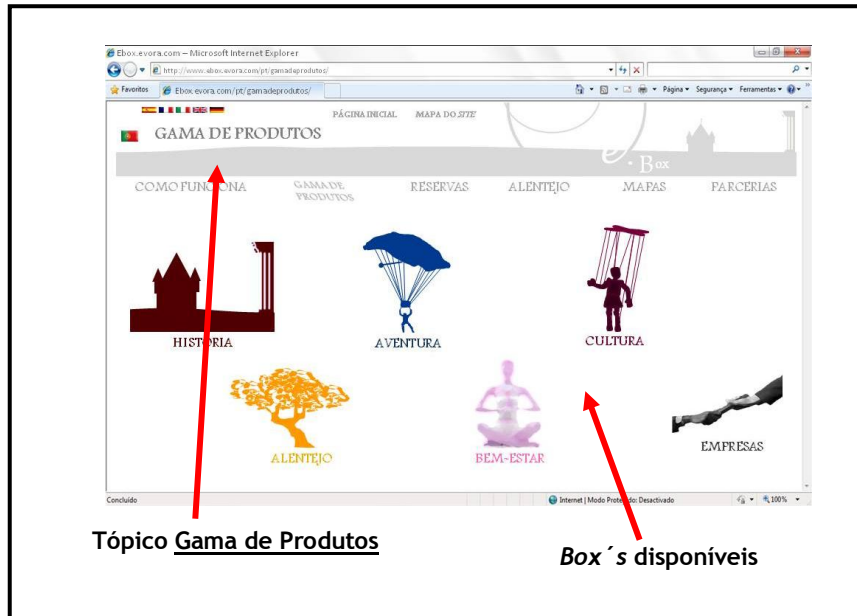 Ebox.evora.com — Microsoft Internet Explorer
http://www.ebox.evora.com/pt/gamadeprodutos/
Favoritos
Ebox evora.com/pt/gamadeprodutos/
Página
Segurança
Ferramentas
PÁGINA INICIAL
MAPA DO SITE
GAMA DE PRODUTOS
e. Box
COMO FUNCIONA
GAMA DE
PRODUTOS
RESERVAS
ALENTEJO
MAPAS
PARCERIAS
HISTÓRIA
AVENTURA
CULTURA
ALENTEJO
BEM-ESTAR
EMPRESAS
Concluído
Internet | Modo Protegido: Desactivado
100%
Tópico Gama de Produtos
Box´s disponíveis